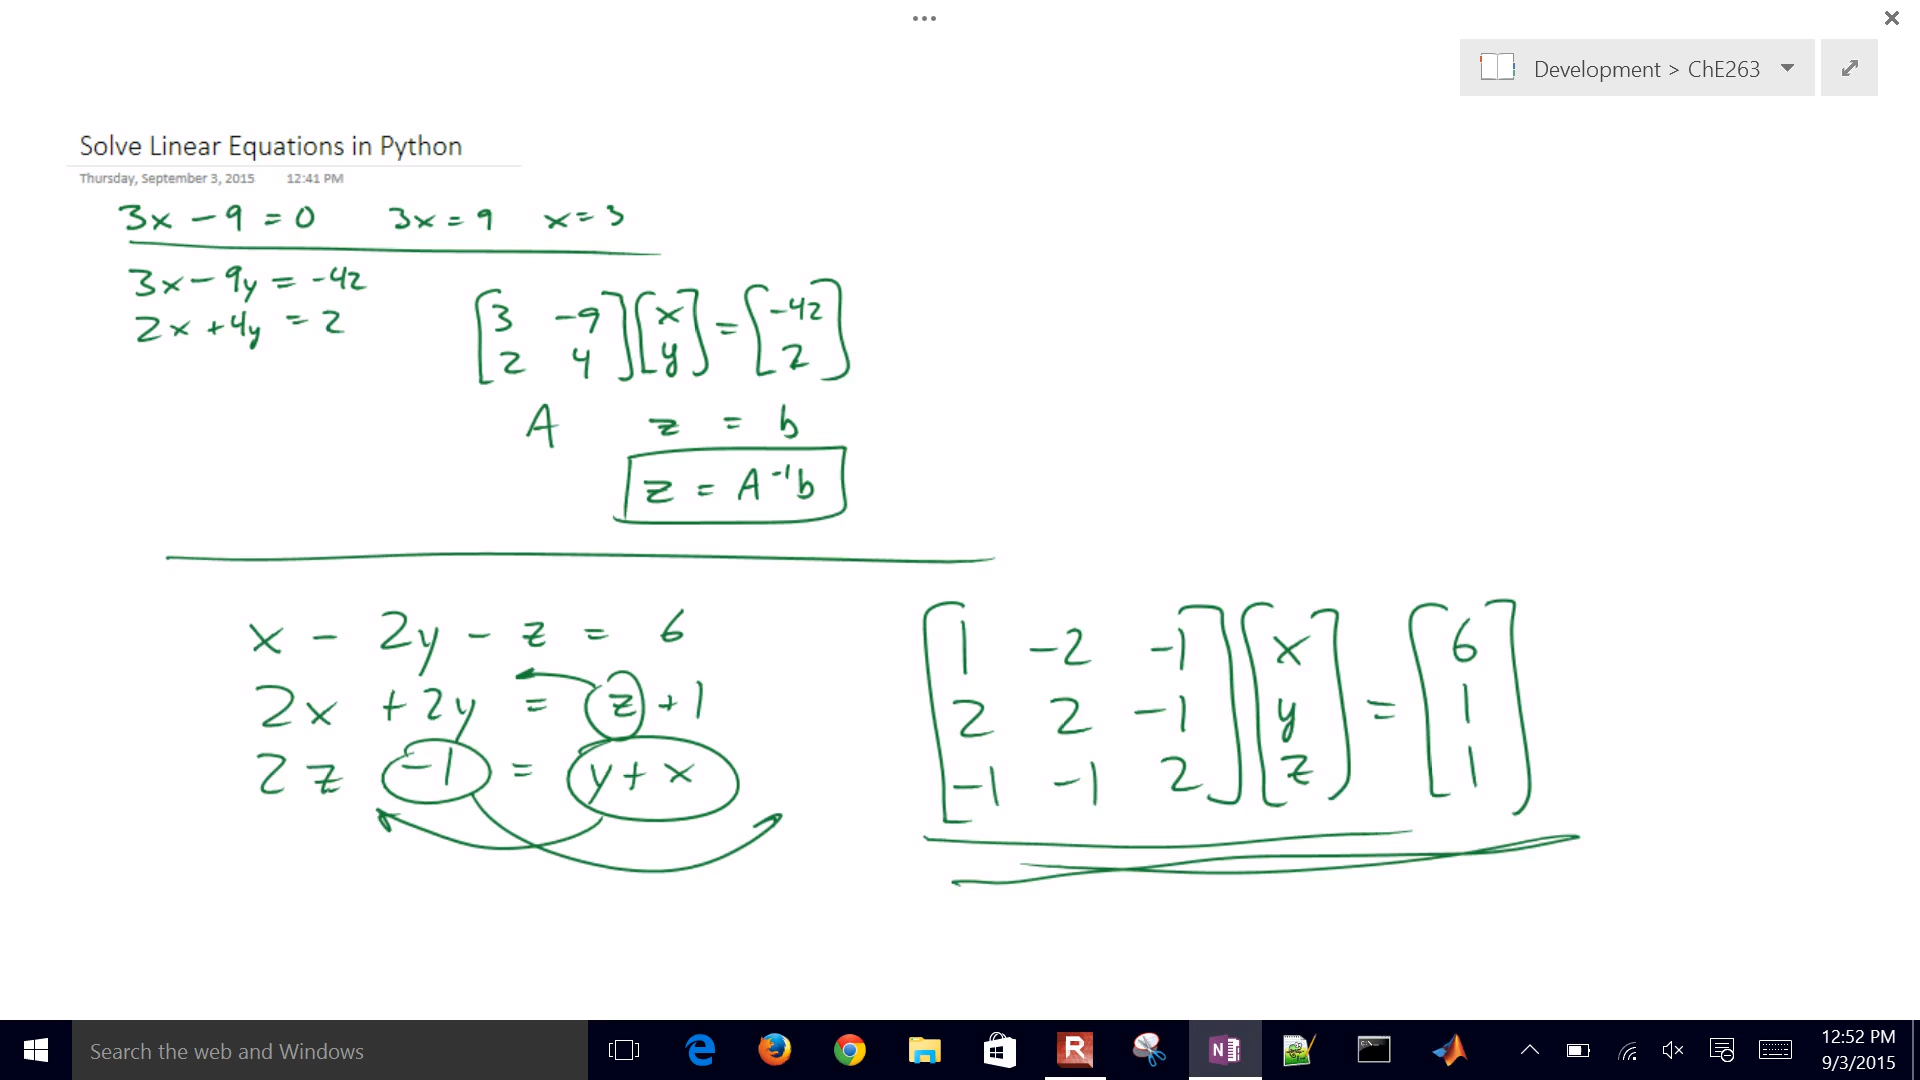 Development > ChE263
Solve Linear Equations in Python
Thursday, September 3, 2015 12:41 PM
3x - 9 = 0 3x = 9 x = 3
3x - 9y = -42
2x + 4y = 2
[3 -9] [x] = [-42]
[2 4] [y] [2]
A z = b
z = A⁻¹b
x - 2y - z = 6
2x + 2y = z + 1
2z -1 = y + x
[1 -2 -1] [x] [6]
[2 2 -1] [y] = [1]
[-1 -1 2] [z] [1]
Search the web and Windows
12:52 PM
9/3/2015